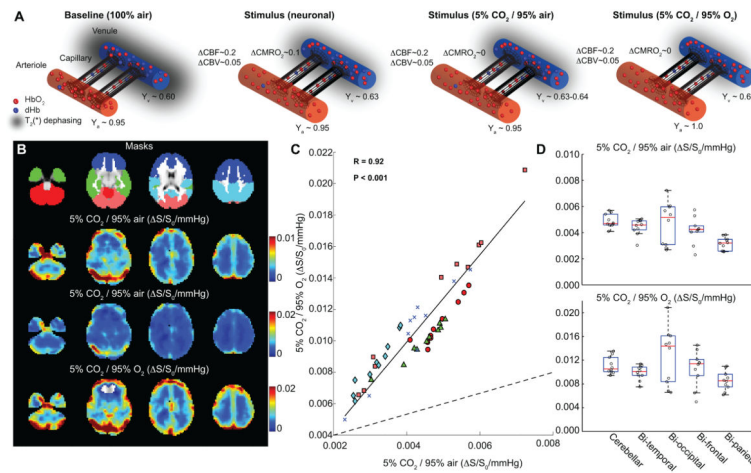 A
Baseline (100% air)
Stimulus (neuronal)
Stimulus (5% CO2 / 95% air)
Stimulus (5% CO2 / 95% O2)
Venule
Capillary
Arteriole
HbO2
dHb
T2(*) dephasing
Yv ~ 0.60
Ya ~ 0.95
ΔCBF~0.2
ΔCBV~0.05
ΔCMRO2~0.1
Yv ~ 0.63
Ya ~ 0.95
ΔCBF~0.2
ΔCBV~0.05
ΔCMRO2~0
Yv ~ 0.63-0.64
Ya ~ 0.95
ΔCBF~0.2
ΔCBV~0.05
ΔCMRO2~0
Yv ~ 0.6
Ya ~ 1.0
B
Masks
5% CO2 / 95% air (ΔS/S0/mmHg)
0.01
0
5% CO2 / 95% air (ΔS/S0/mmHg)
0.02
0
5% CO2 / 95% O2 (ΔS/S0/mmHg)
0.02
0
C
R = 0.92
P < 0.001
5% CO2 / 95% O2 (ΔS/S0/mmHg)
0.022
0.020
0.018
0.016
0.014
0.012
0.010
0.008
0.006
0.004
0.002
0.004
0.006
0.008
5% CO2 / 95% air (ΔS/S0/mmHg)
D
5% CO2 / 95% air (ΔS/S0/mmHg)
0.010
0.008
0.006
0.004
0.002
0.000
5% CO2 / 95% O2 (ΔS/S0/mmHg)
0.020
0.015
0.010
0.005
0.000
Cerebellar
Bi-temporal
Bi-occipital
Bi-frontal
Bi-pariet